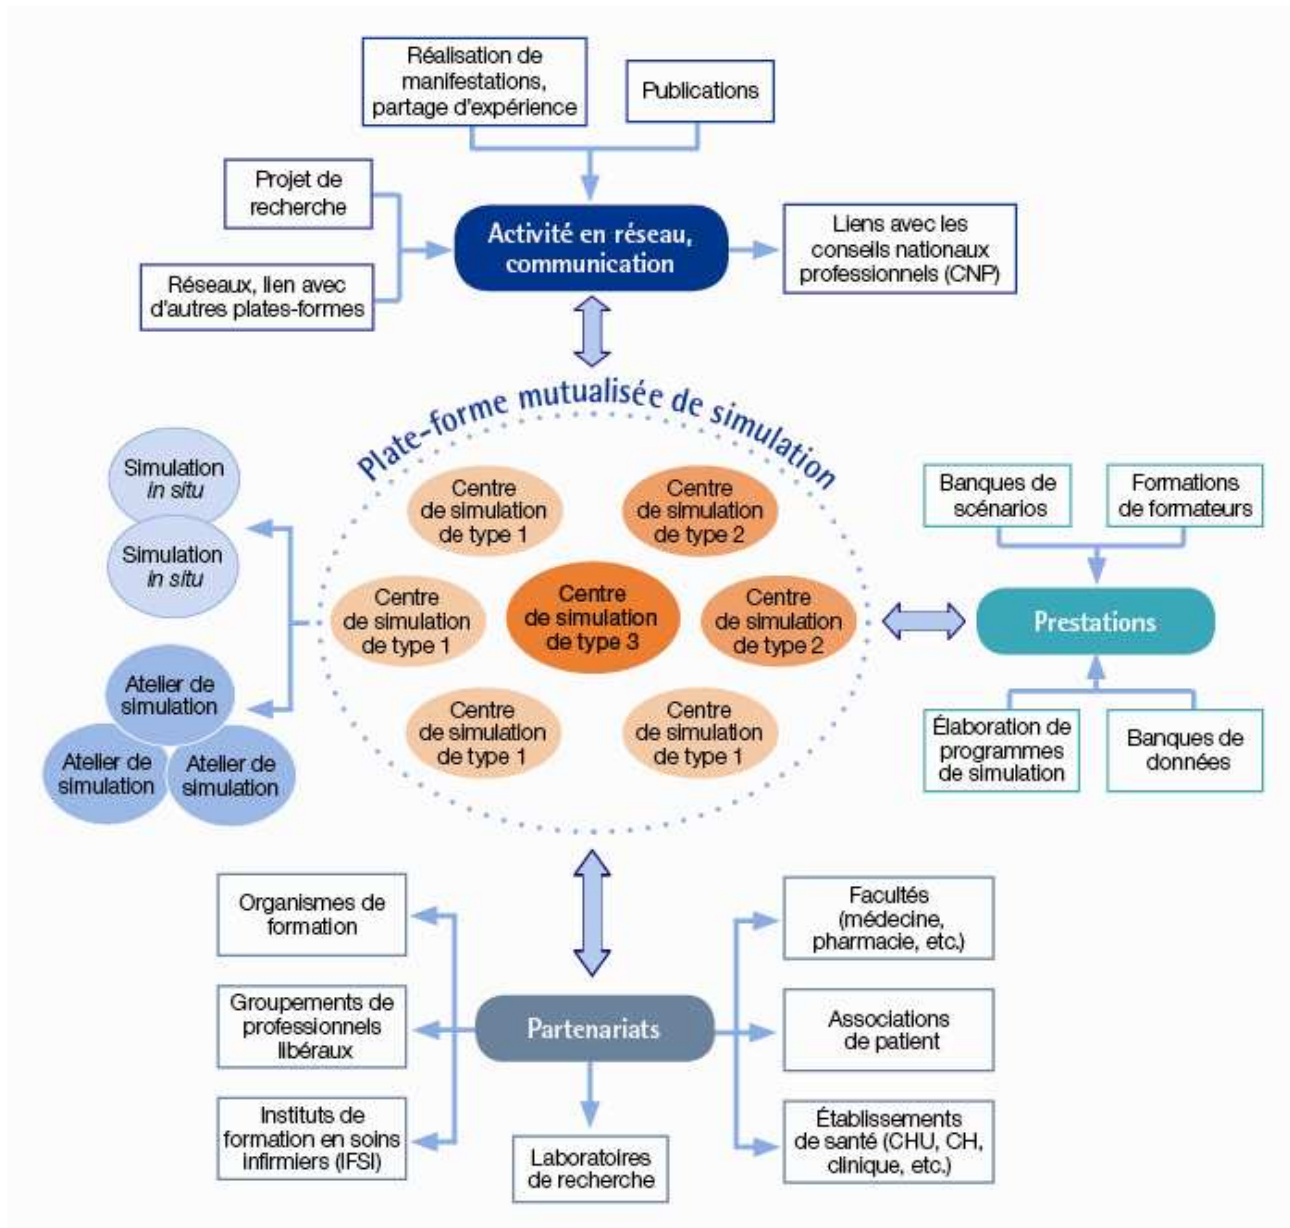 Réalisation de
manifestations,
partage d'expérience
Publications
Projet de
recherche
Réseaux, lien avec
d'autres plates-formes
Activité en réseau,
communication
Liens avec les
conseils nationaux
professionnels (CNP)
Plate-forme mutualisée de simulation
Simulation
in situ
Simulation
in situ
Atelier de
simulation
Atelier de
simulation
Atelier de
simulation
Centre
de simulation
de type 1
Centre
de simulation
de type 2
Centre
de simulation
de type 1
Centre
de simulation
de type 3
Centre
de simulation
de type 2
Centre
de simulation
de type 1
Centre
de simulation
de type 1
Banques de
scénarios
Formations
de formateurs
Prestations
Élaboration de
programmes
de simulation
Banques de
données
Organismes de
formation
Groupements de
professionnels
libéraux
Instituts de
formation en soins
infirmiers (IFSI)
Partenariats
Laboratoires
de recherche
Facultés
(médecine,
pharmacie, etc.)
Associations
de patient
Établissements
de santé (CHU, CH,
clinique, etc.)